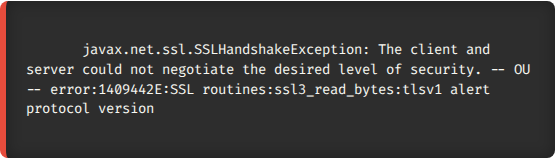 javax.net.ssl.SSLHandshakeException: The client and
server could not negotiate the desired level of security. -- OU
-- error:1409442E:SSL routines:ssl3_read_bytes:tlsv1 alert
protocol version